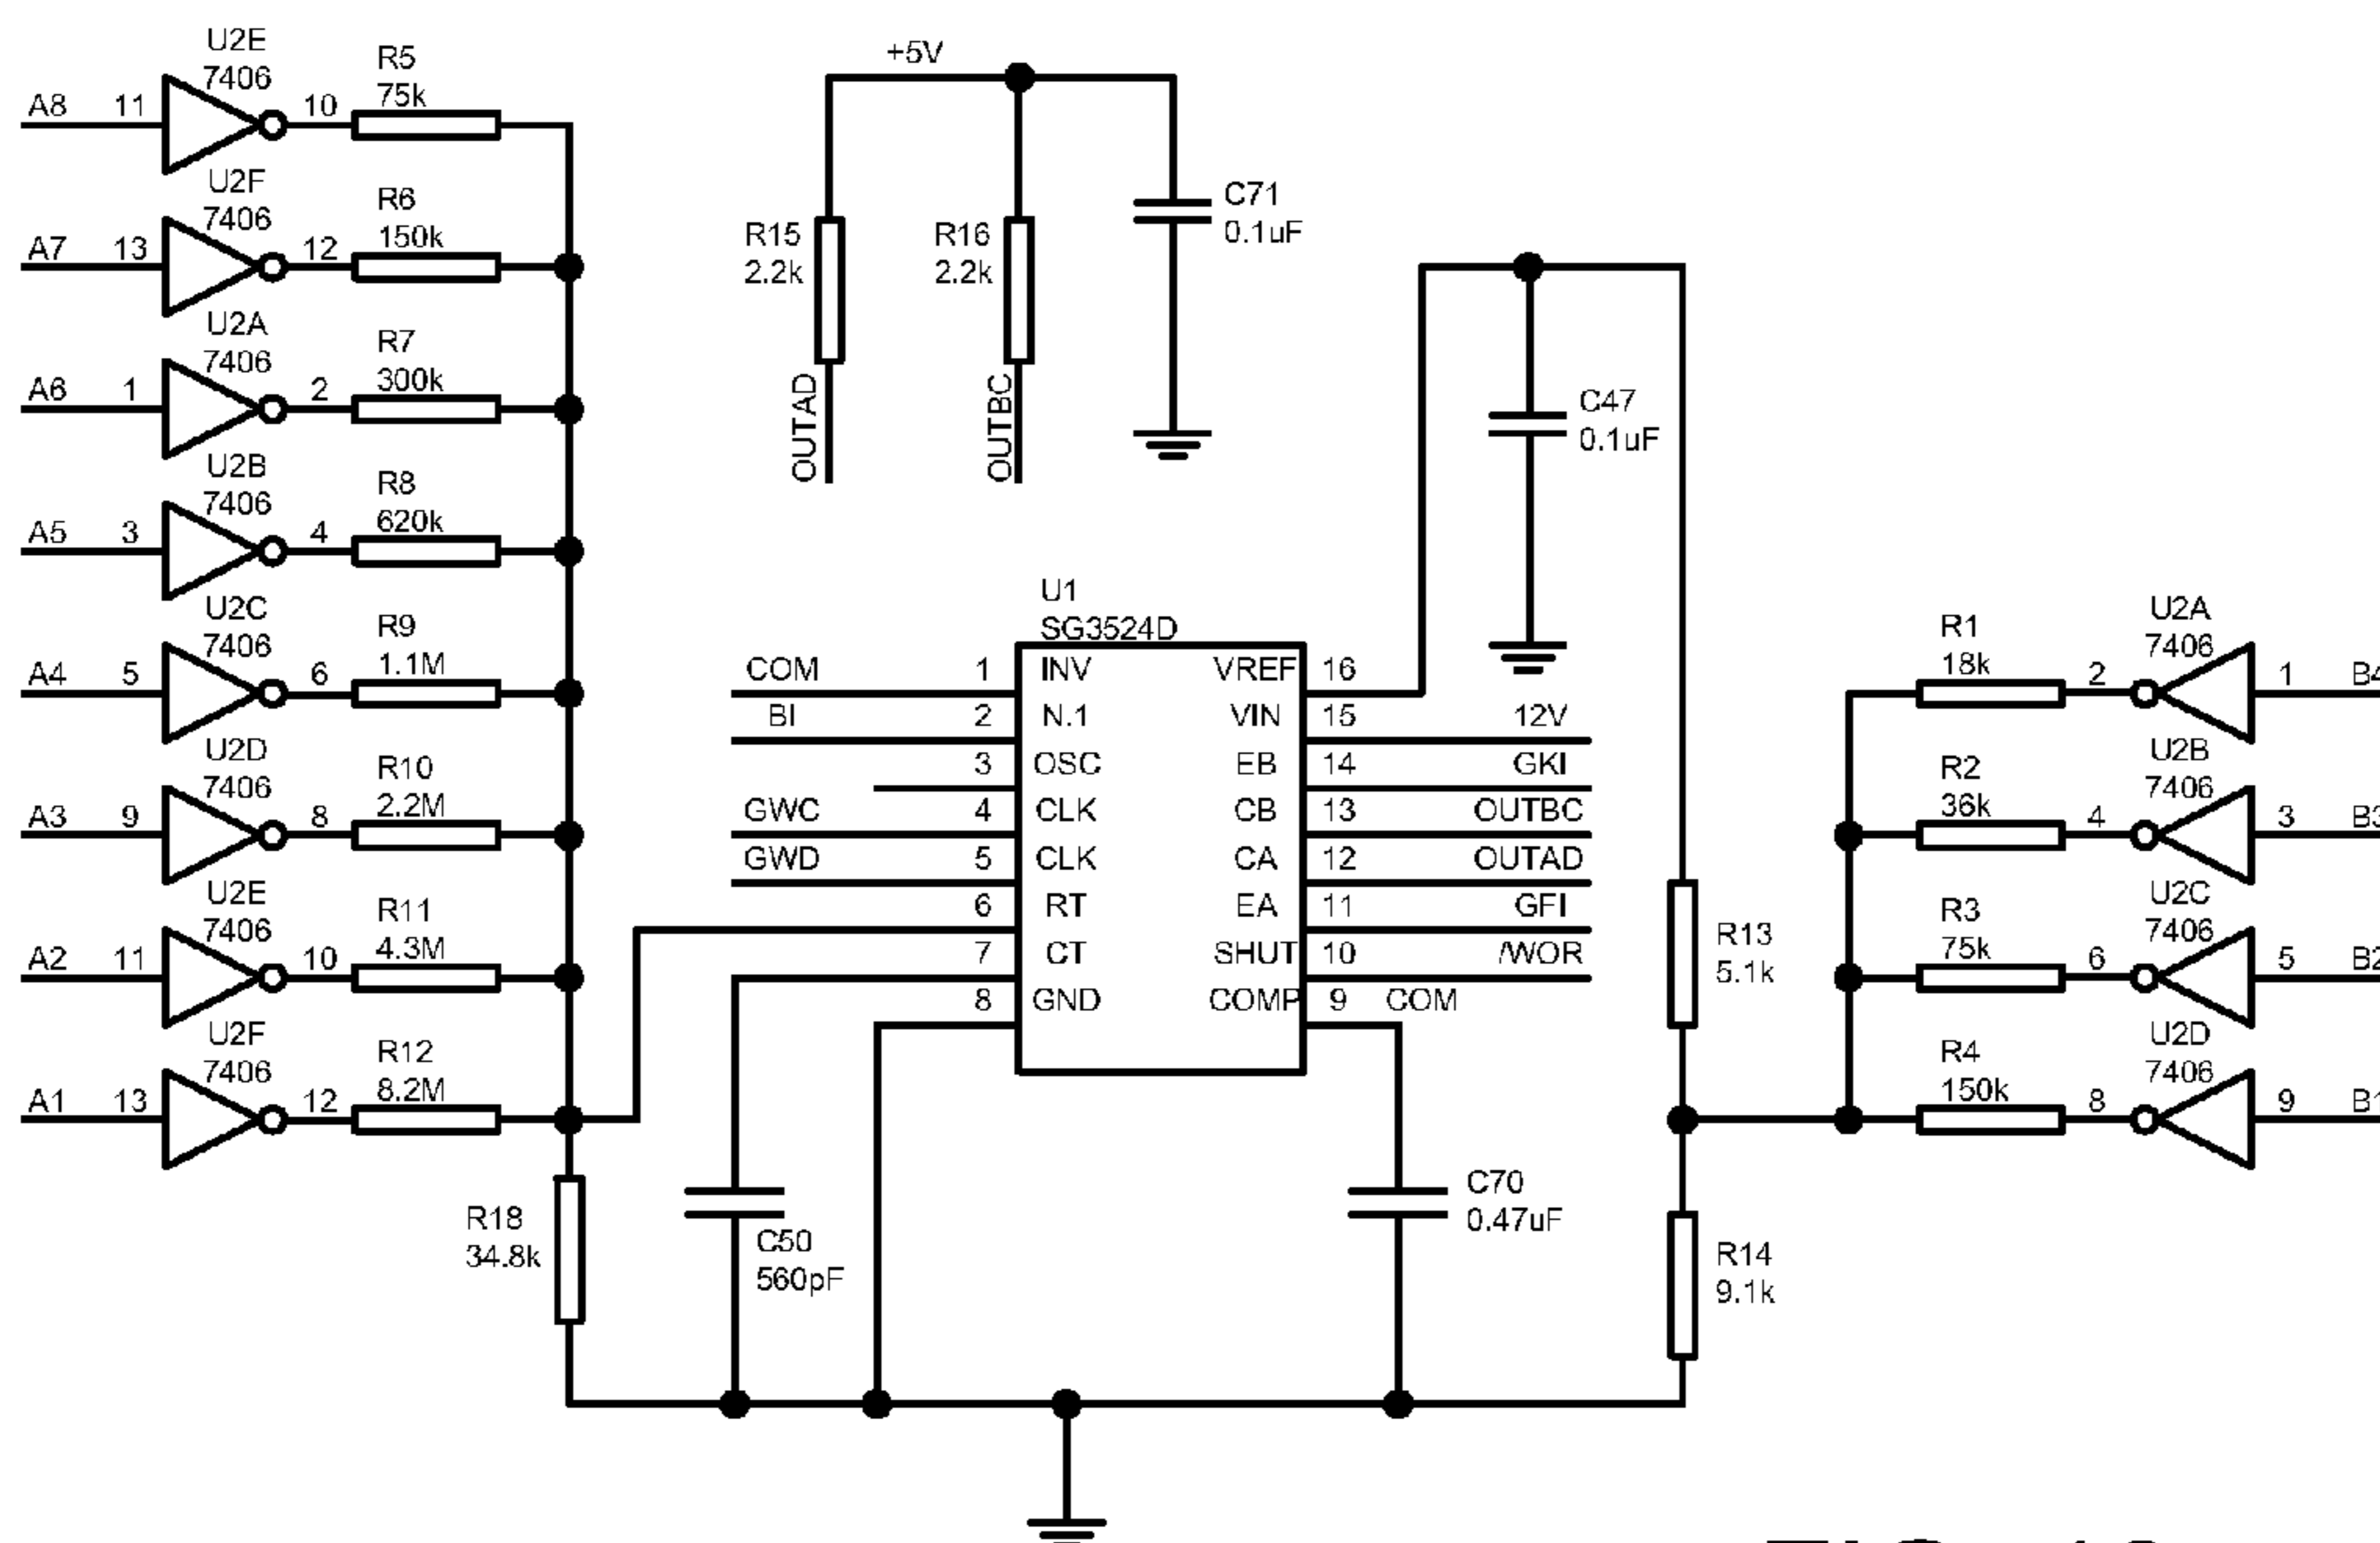 U2E
7406
A8 11 10
R5
75k
U2F
7406
A7 13 12
R6
150k
U2A
7406
A6 1 2
R7
300k
U2B
7406
A5 3 4
R8
620k
U2C
7406
A4 5 6
R9
1.1M
U2D
7406
A3 9 8
R10
2.2M
U2E
7406
A2 11 10
R11
4.3M
U2F
7406
A1 13 12
R12
8.2M
R18
34.8k
+5V
R15
2.2k
R16
2.2k
C71
0.1uF
OUTAD
OUTBC
C47
0.1uF
U1
SG3524D
COM 1 INV VREF 16
BI 2 N.1 VIN 15 12V
3 OSC EB 14 GKI
GWC 4 CLK CB 13 OUTBC
GWD 5 CLK CA 12 OUTAD
6 RT EA 11 GFI
7 CT SHUT 10 /WOR
8 GND COMP 9 COM
C50
560pF
C70
0.47uF
R13
5.1k
R14
9.1k
R1
18k
U2A
7406
2 1 B4
R2
36k
U2B
7406
4 3 B3
R3
75k
U2C
7406
6 5 B2
R4
150k
U2D
7406
8 9 B1